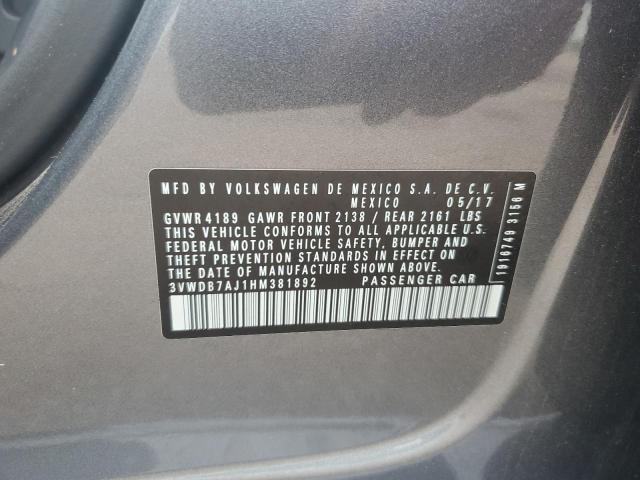 MFD BY VOLKSWAGEN DE MEXICO S.A. DE C.V.
MEXICO 05/17
GVWR 4189 GAWR FRONT 2138 / REAR 2161 LBS
THIS VEHICLE CONFORMS TO ALL APPLICABLE U.S.
FEDERAL MOTOR VEHICLE SAFETY, BUMPER AND
THEFT PREVENTION STANDARDS IN EFFECT ON
THE DATE OF MANUFACTURE SHOWN ABOVE.
3VWDB7AJ1HM381892 PASSENGER CAR
1916749 3156 M